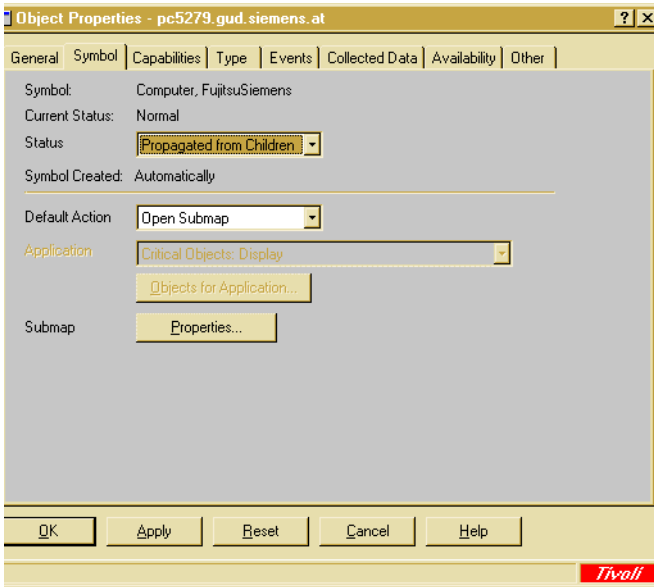 Object Properties - pc5279.gud.siemens.at
General Symbol Capabilities Type Events Collected Data Availability Other
Symbol: Computer, FujitsuSiemens
Current Status: Normal
Status Propagated from Children
Symbol Created: Automatically
Default Action Open Submap
Application Critical Objects: Display
Objects for Application...
Submap Properties...
OK Apply Reset Cancel Help
Tivoli